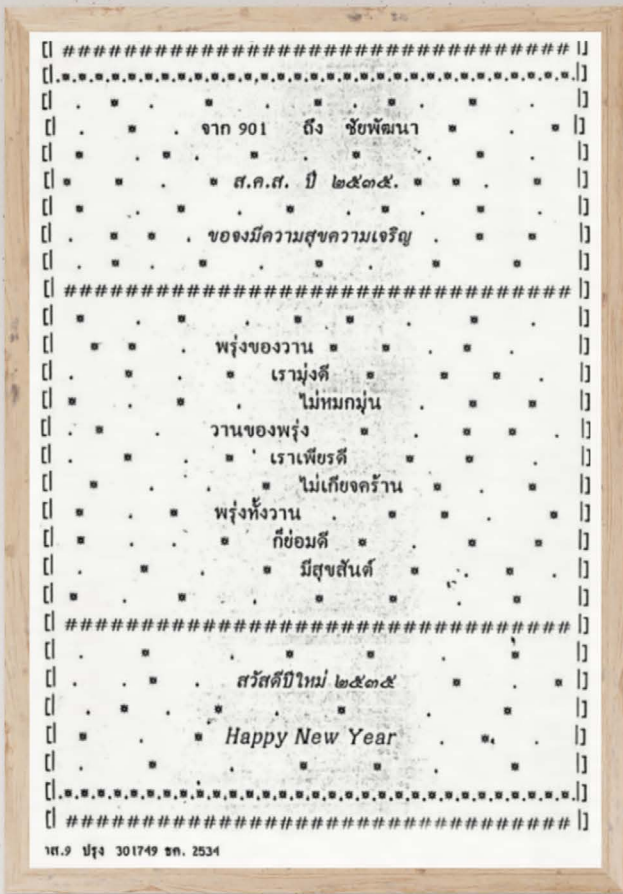 จาก 901 ถึง ชัยพัฒนา
ส.ค.ส. ปี ๒๕๓๕.
ขอจงมีความสุขความเจริญ
พรุ่งของวาน
เรามุ่งดี
ไม่หมกมุ่น
วานของพรุ่ง
เราเพียรดี
ไม่เกียจคร้าน
พรุ่งทั้งวาน
ก็ย่อมดี
มีสุขสันต์
สวัสดีปีใหม่ ๒๕๓๕
Happy New Year
กส.9 ปรุง 301749 ธค. 2534